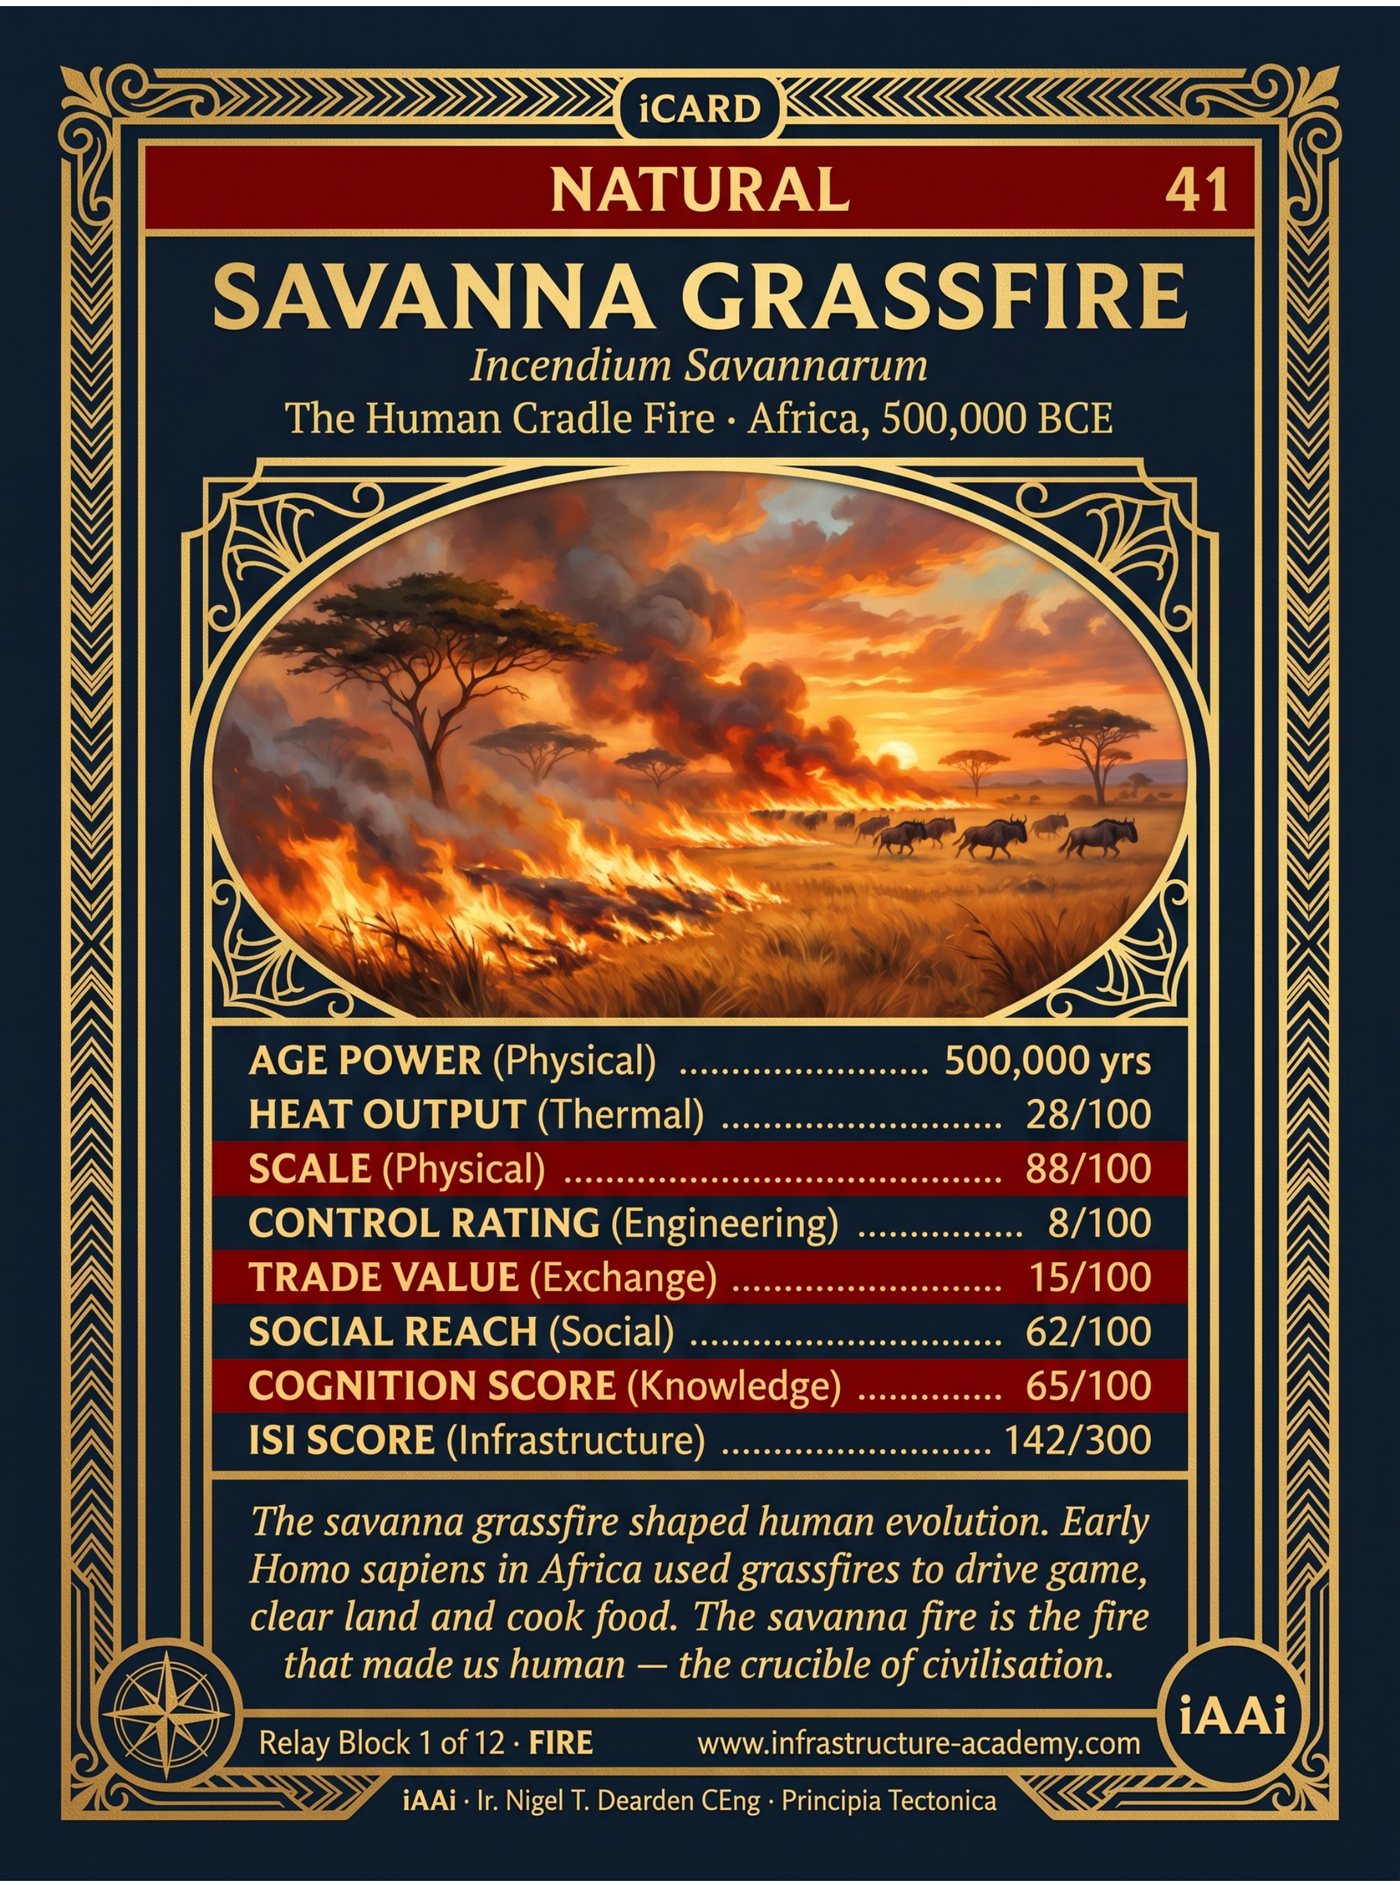 iCARD
NATURAL 41
SAVANNA GRASSFIRE
Incendium Savannarum
The Human Cradle Fire · Africa, 500,000 BCE
AGE POWER (Physical) ........................ 500,000 yrs
HEAT OUTPUT (Thermal) ........................... 28/100
SCALE (Physical) .......................................... 88/100
CONTROL RATING (Engineering) ................ 8/100
TRADE VALUE (Exchange) .......................... 15/100
SOCIAL REACH (Social) .............................. 62/100
COGNITION SCORE (Knowledge) .............. 65/100
ISI SCORE (Infrastructure) .......................... 142/300
The savanna grassfire shaped human evolution. Early
Homo sapiens in Africa used grassfires to drive game,
clear land and cook food. The savanna fire is the fire
that made us human — the crucible of civilisation.
Relay Block 1 of 12 · FIRE www.infrastructure-academy.com
iAAi
iAAi · Ir. Nigel T. Dearden CEng · Principia Tectonica